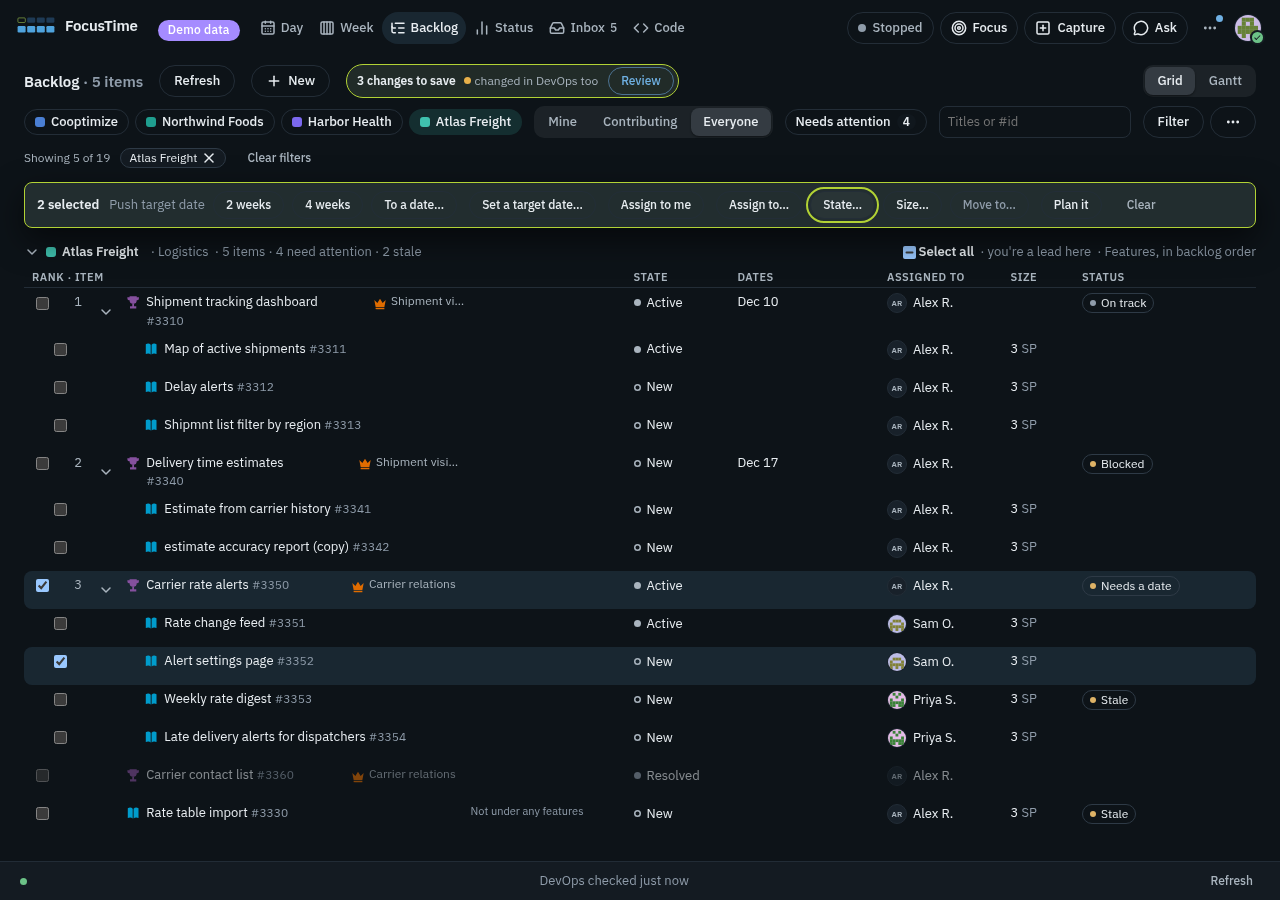 FocusTime Demo data Day Week Backlog Status Inbox 5 Code Stopped Focus Capture Ask
Backlog · 5 items Refresh New 3 changes to save changed in DevOps too Review Grid Gantt
Cooptimize Northwind Foods Harbor Health Atlas Freight Mine Contributing Everyone Needs attention 4 Titles or #id Filter
Showing 5 of 19 Atlas Freight Clear filters
2 selected Push target date 2 weeks 4 weeks To a date... Set a target date... Assign to me Assign to... State... Size... Move to... Plan it Clear
Atlas Freight · Logistics · 5 items · 4 need attention · 2 stale Select all · you're a lead here · Features, in backlog order
RANK · ITEM STATE DATES ASSIGNED TO SIZE STATUS
1 Shipment tracking dashboard Shipment vi... Active Dec 10 AR Alex R. On track
#3310
Map of active shipments #3311 Active AR Alex R. 3 SP
Delay alerts #3312 New AR Alex R. 3 SP
Shipmnt list filter by region #3313 New AR Alex R. 3 SP
2 Delivery time estimates Shipment visi... New Dec 17 AR Alex R. Blocked
#3340
Estimate from carrier history #3341 New AR Alex R. 3 SP
estimate accuracy report (copy) #3342 New AR Alex R. 3 SP
3 Carrier rate alerts #3350 Carrier relations Active AR Alex R. Needs a date
Rate change feed #3351 Active Sam O. 3 SP
Alert settings page #3352 New Sam O. 3 SP
Weekly rate digest #3353 New Priya S. 3 SP Stale
Late delivery alerts for dispatchers #3354 New Priya S. 3 SP
Carrier contact list #3360 Carrier relations Resolved AR Alex R.
Rate table import #3330 Not under any features New AR Alex R. 3 SP Stale
DevOps checked just now Refresh